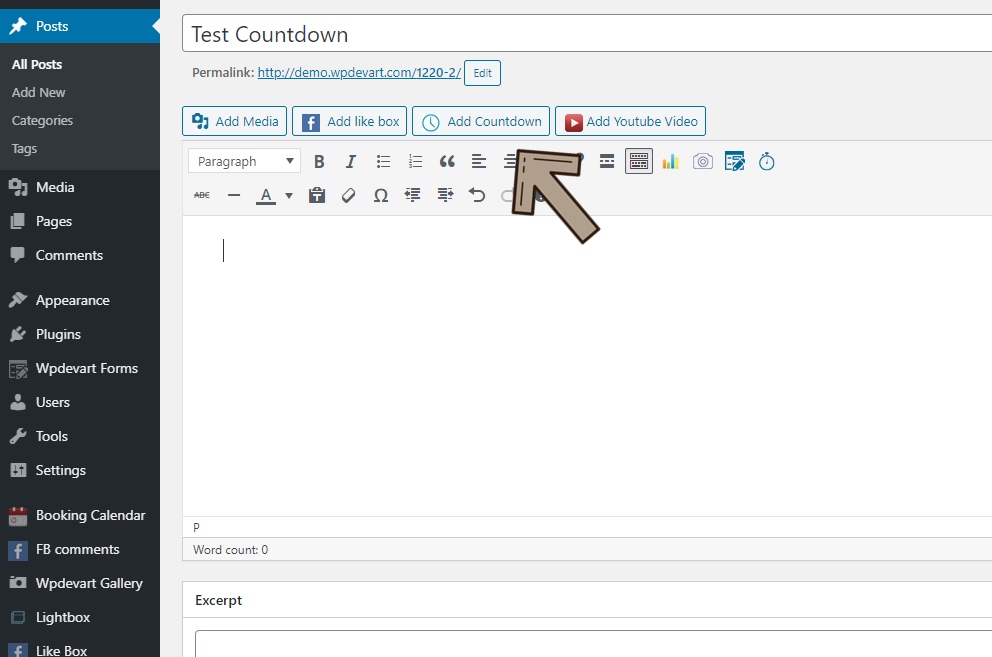 Posts
All Posts
Add New
Categories
Tags
Media
Pages
Comments
Appearance
Plugins
Wpdevart Forms
Users
Tools
Settings
Booking Calendar
FB comments
Wpdevart Gallery
Lightbox
Like Box
Test Countdown
Permalink: http://demo.wpdevart.com/1220-2/ Edit
Add Media Add like box Add Countdown Add Youtube Video
Paragraph B I
ABC A Ω
P
Word count: 0
Excerpt